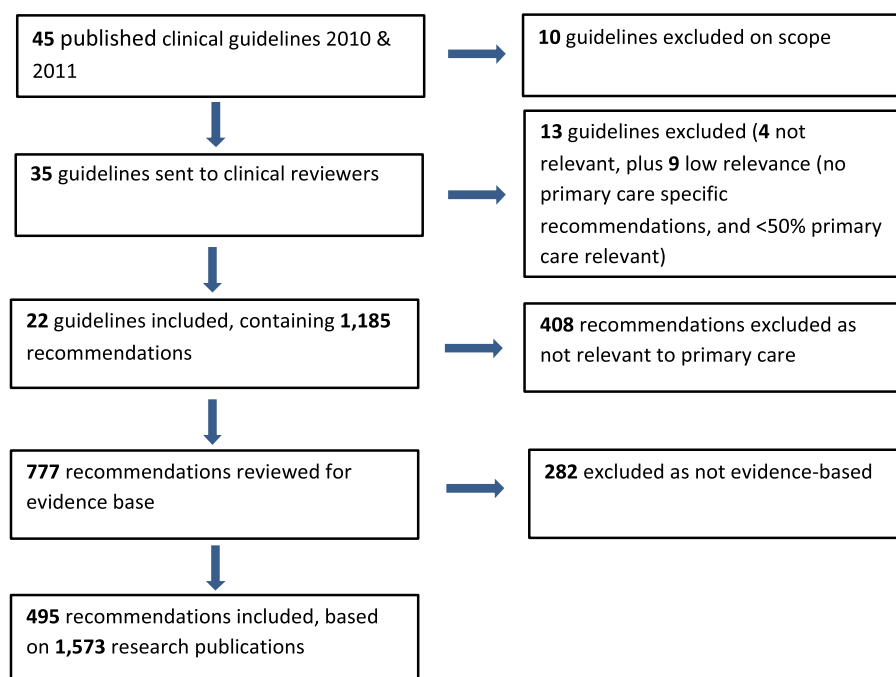 45 published clinical guidelines 2010 &
2011
10 guidelines excluded on scope
35 guidelines sent to clinical reviewers
13 guidelines excluded (4 not
relevant, plus 9 low relevance (no
primary care specific
recommendations, and <50% primary
care relevant)
22 guidelines included, containing 1,185
recommendations
408 recommendations excluded as
not relevant to primary care
777 recommendations reviewed for
evidence base
282 excluded as not evidence-based
495 recommendations included, based
on 1,573 research publications